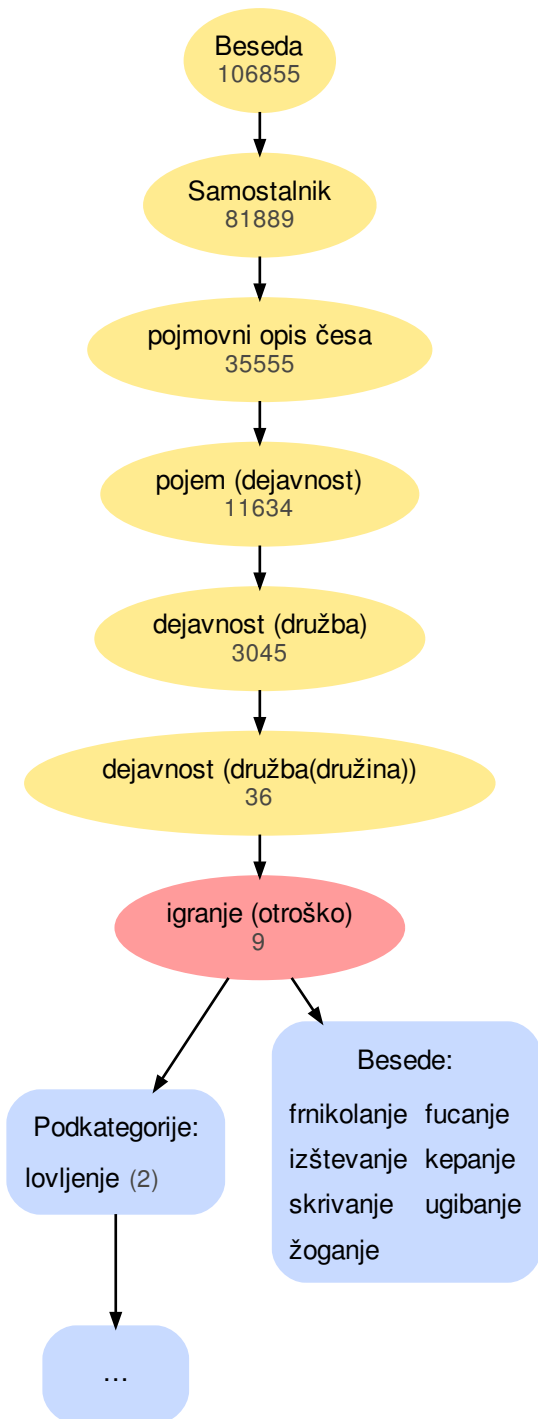 Beseda
106855
Samostalnik
81889
pojmovni opis česa
35555
pojem (dejavnost)
11634
dejavnost (družba)
3045
dejavnost (družba(družina))
36
igranje (otroško)
9
Besede:
frnikolanje fucanje
izštevanje kepanje
skrivanje ugibanje
žoganje
Podkategorije:
lovljenje (2)
...